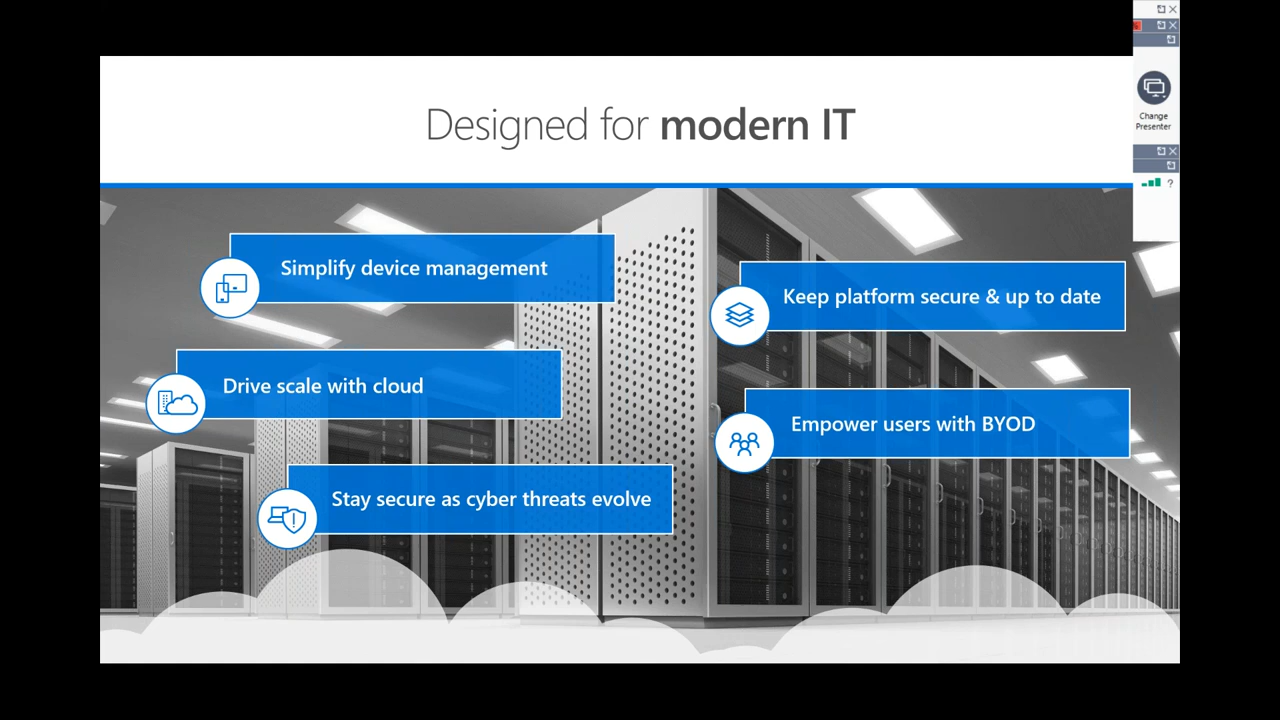 Designed for modern IT
Simplify device management
Drive scale with cloud
Stay secure as cyber threats evolve
Keep platform secure & up to date
Empower users with BYOD
Change
Presenter
?